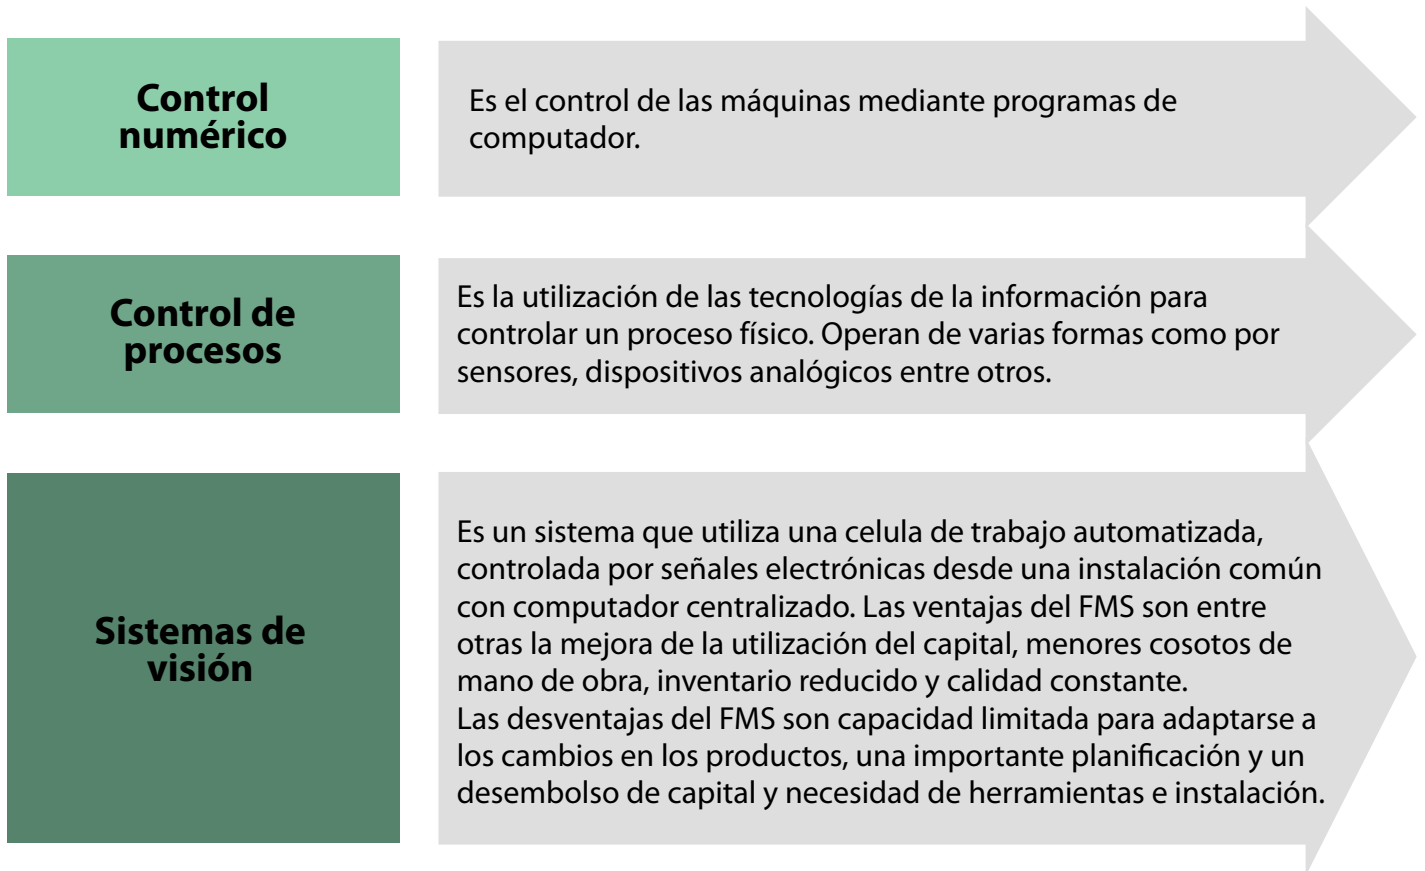 Control
numérico
Es el control de las máquinas mediante programas de
computador.
Control de
procesos
Es la utilización de las tecnologías de la información para
controlar un proceso físico. Operan de varias formas como por
sensores, dispositivos analógicos entre otros.
Sistemas de
visión
Es un sistema que utiliza una celula de trabajo automatizada,
controlada por señales electrónicas desde una instalación común
con computador centralizado. Las ventajas del FMS son entre
otras la mejora de la utilización del capital, menores cosotos de
mano de obra, inventario reducido y calidad constante.
Las desventajas del FMS son capacidad limitada para adaptarse a
los cambios en los productos, una importante planificación y un
desembolso de capital y necesidad de herramientas e instalación.